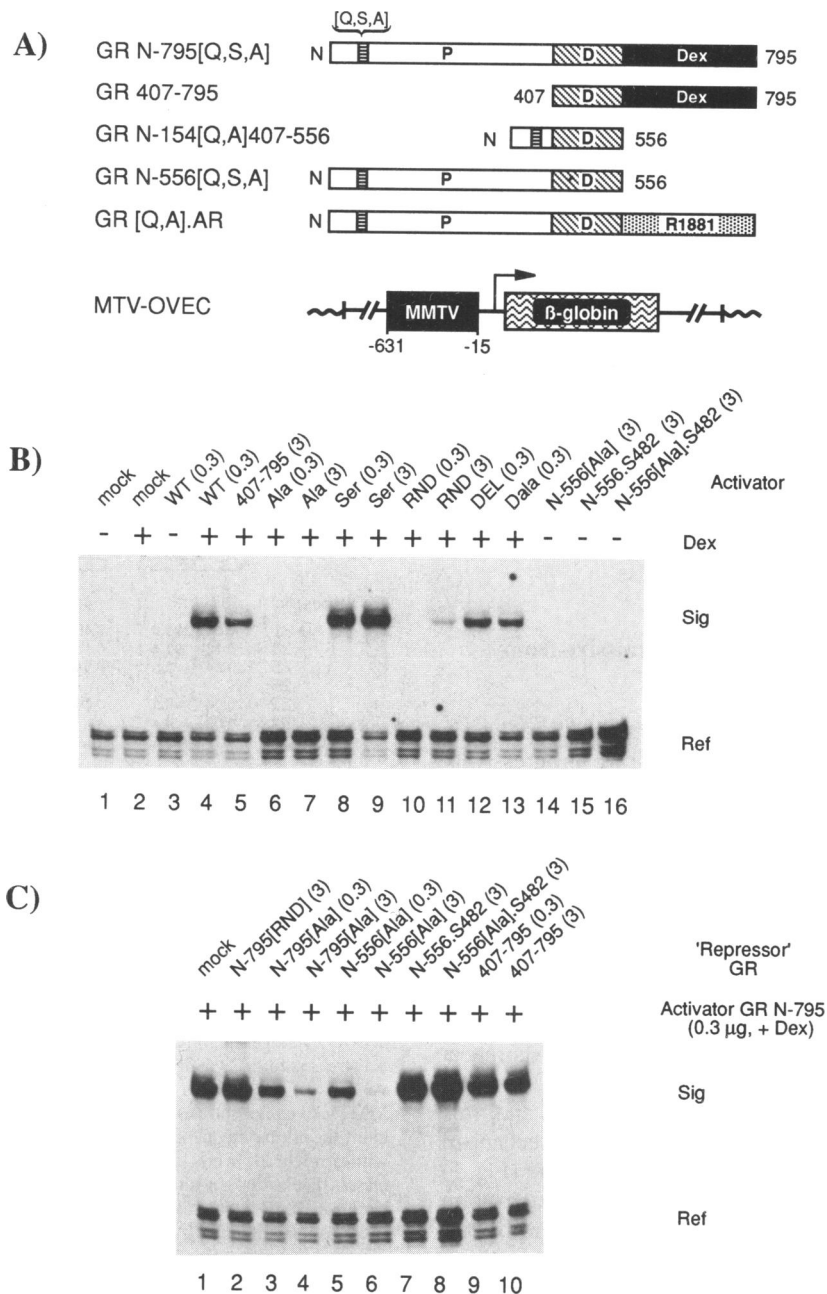 A)
[Q,S,A]
GR N-795[Q,S,A] N P D Dex 795
GR 407-795 407 D Dex 795
GR N-154[Q,A]407-556 N D 556
GR N-556[Q,S,A] N P D 556
GR [Q,A].AR N P D R1881
MTV-OVEC MMTV ß-globin
-631 -15
B)
mock
mock
WT (0.3)
WT (0.3)
407-795 (3)
Ala (0.3)
Ala (3)
Ser (0.3)
Ser (3)
RND (0.3)
RND (3)
DEL (0.3)
Dala (0.3)
N-556[Ala] (3)
N-556.S482 (3)
N-556[Ala].S482 (3)
Activator
- + - + + + + + + + + + + - - - Dex
Sig
Ref
1 2 3 4 5 6 7 8 9 10 11 12 13 14 15 16
C)
mock
N-795[RND] (3)
N-795[Ala] (0.3)
N-795[Ala] (3)
N-556[Ala] (0.3)
N-556[Ala] (3)
N-556.S482 (3)
N-556[Ala].S482 (3)
407-795 (0.3)
407-795 (3)
'Repressor'
GR
+ + + + + + + + + + Activator GR N-795
(0.3 µg, + Dex)
Sig
Ref
1 2 3 4 5 6 7 8 9 10